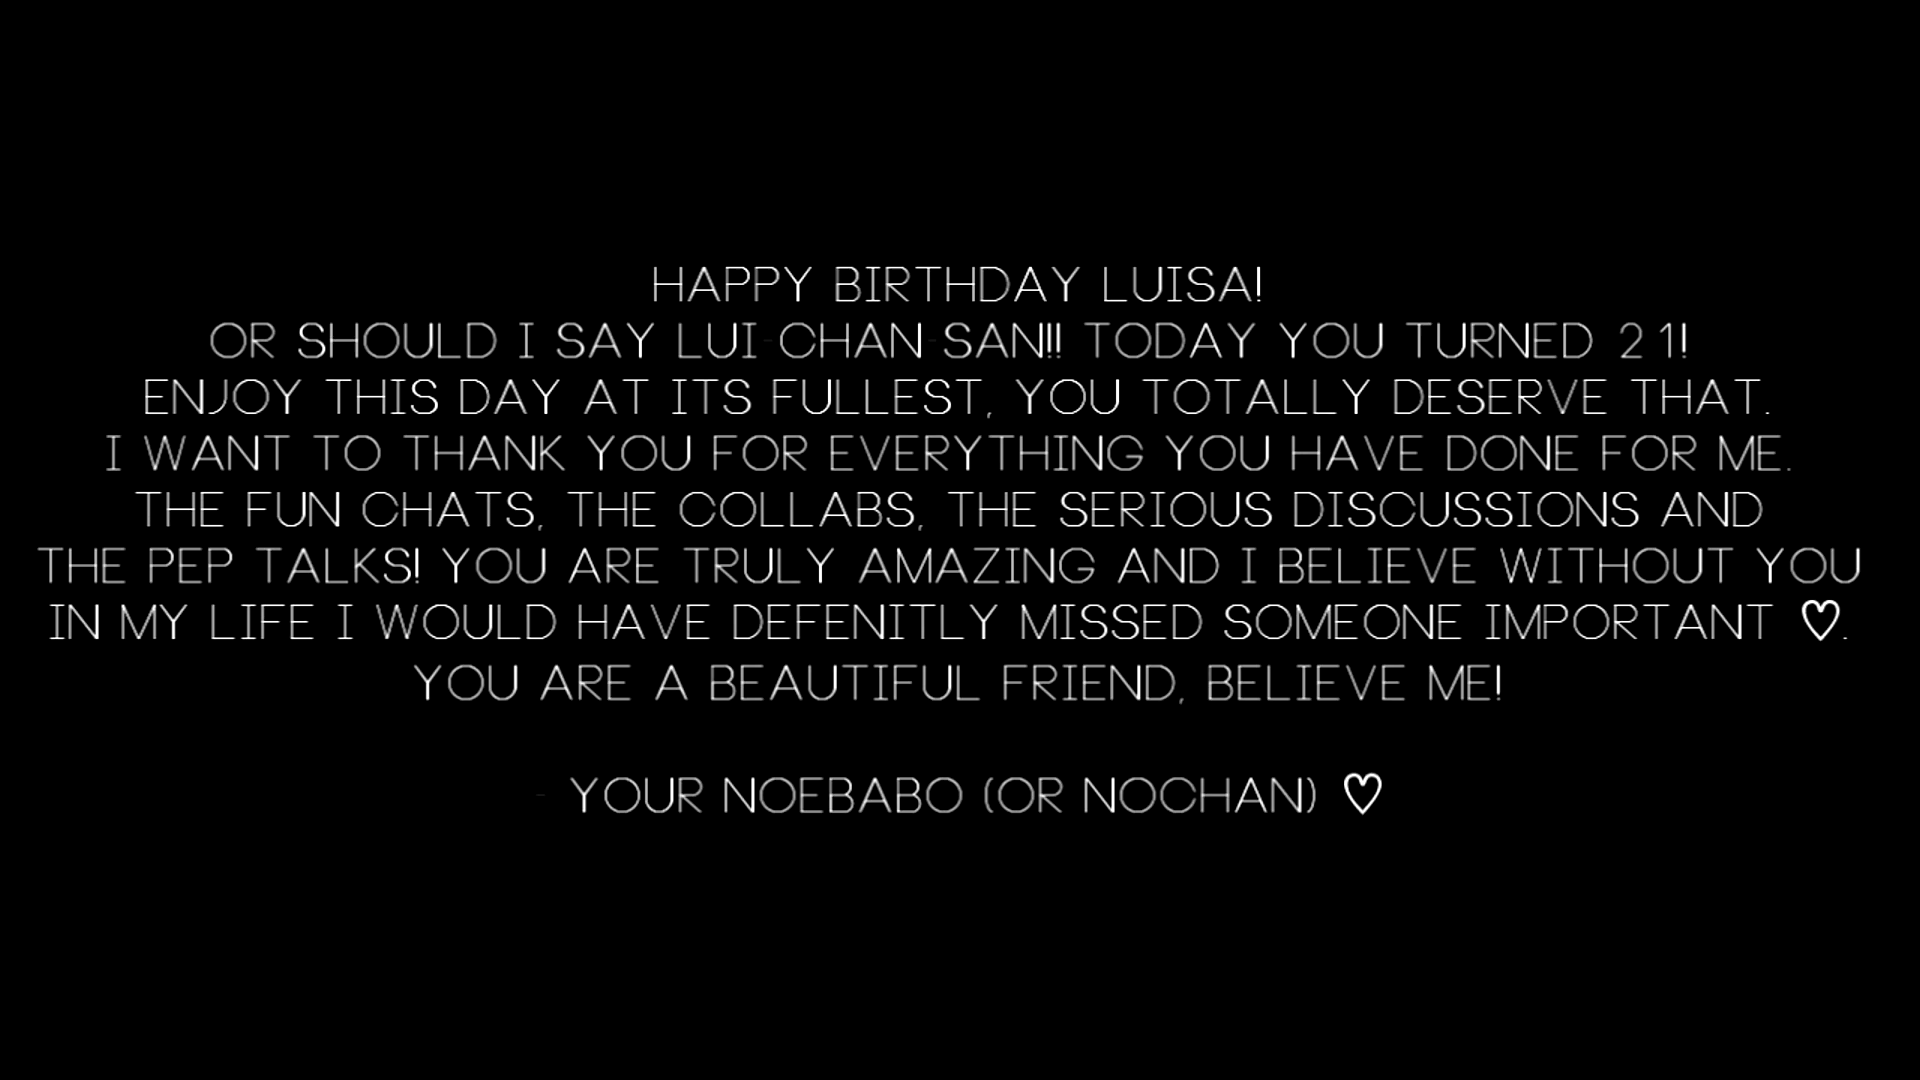 HAPPY BIRTHDAY LUISA!
OR SHOULD I SAY LUI-CHAN-SAN!!! TODAY YOU TURNED 21!
ENJOY THIS DAY AT ITS FULLEST, YOU TOTALLY DESERVE THAT.
I WANT TO THANK YOU FOR EVERYTHING YOU HAVE DONE FOR ME.
THE FUN CHATS, THE COLLABS, THE SERIOUS DISCUSSIONS AND
THE PEP TALKS! YOU ARE TRULY AMAZING AND I BELIEVE WITHOUT YOU
IN MY LIFE I WOULD HAVE DEFENITLY MISSED SOMEONE IMPORTANT ♡.
YOU ARE A BEAUTIFUL FRIEND, BELIEVE ME!
- YOUR NOEBABO (OR NOCHAN) ♡